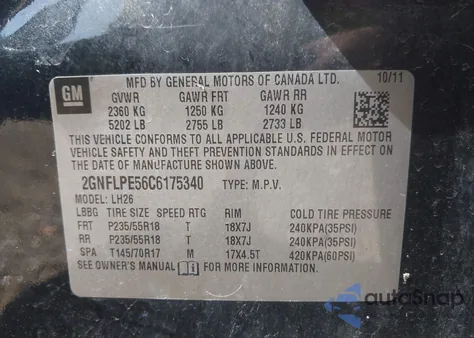 GM
MFD BY GENERAL MOTORS OF CANADA LTD. 10/11
GVWR GAWR FRT GAWR RR
2360 KG 1250 KG 1240 KG
5202 LB 2755 LB 2733 LB
THIS VEHICLE CONFORMS TO ALL APPLICABLE U.S. FEDERAL MOTOR
VEHICLE SAFETY AND THEFT PREVENTION STANDARDS IN EFFECT ON
THE DATE OF MANUFACTURE SHOWN ABOVE.
2GNFLPE56C6175340 TYPE: M.P.V.
MODEL: LH26
LBBG TIRE SIZE SPEED RTG RIM COLD TIRE PRESSURE
FRT P235/55R18 T 18X7J 240KPA(35PSI)
RR P235/55R18 T 18X7J 240KPA(35PSI)
SPA T145/70R17 M 17X4.5T 420KPA(60PSI)
SEE OWNER'S MANUAL FOR MORE INFORMATION.
autoSnap